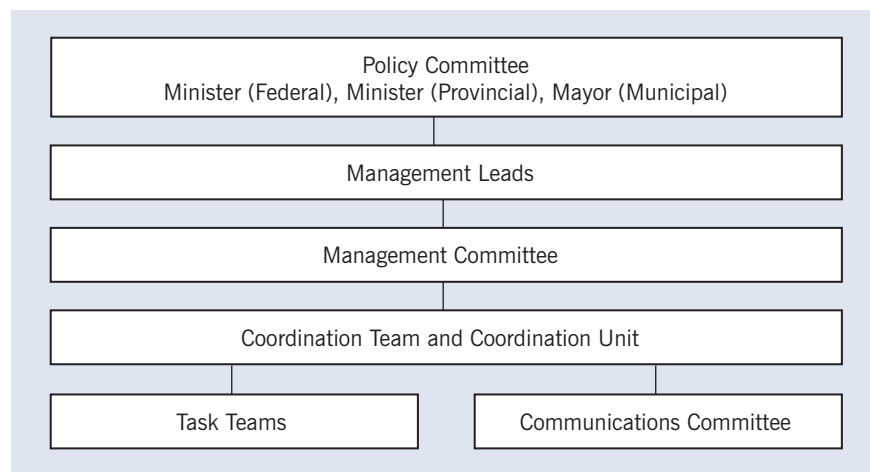 Policy Committee
Minister (Federal), Minister (Provincial), Mayor (Municipal)
Management Leads
Management Committee
Coordination Team and Coordination Unit
Task Teams
Communications Committee